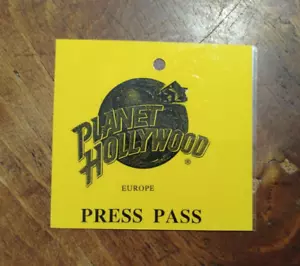 PLANET
HOLLYWOOD
®
EUROPE
PRESS PASS